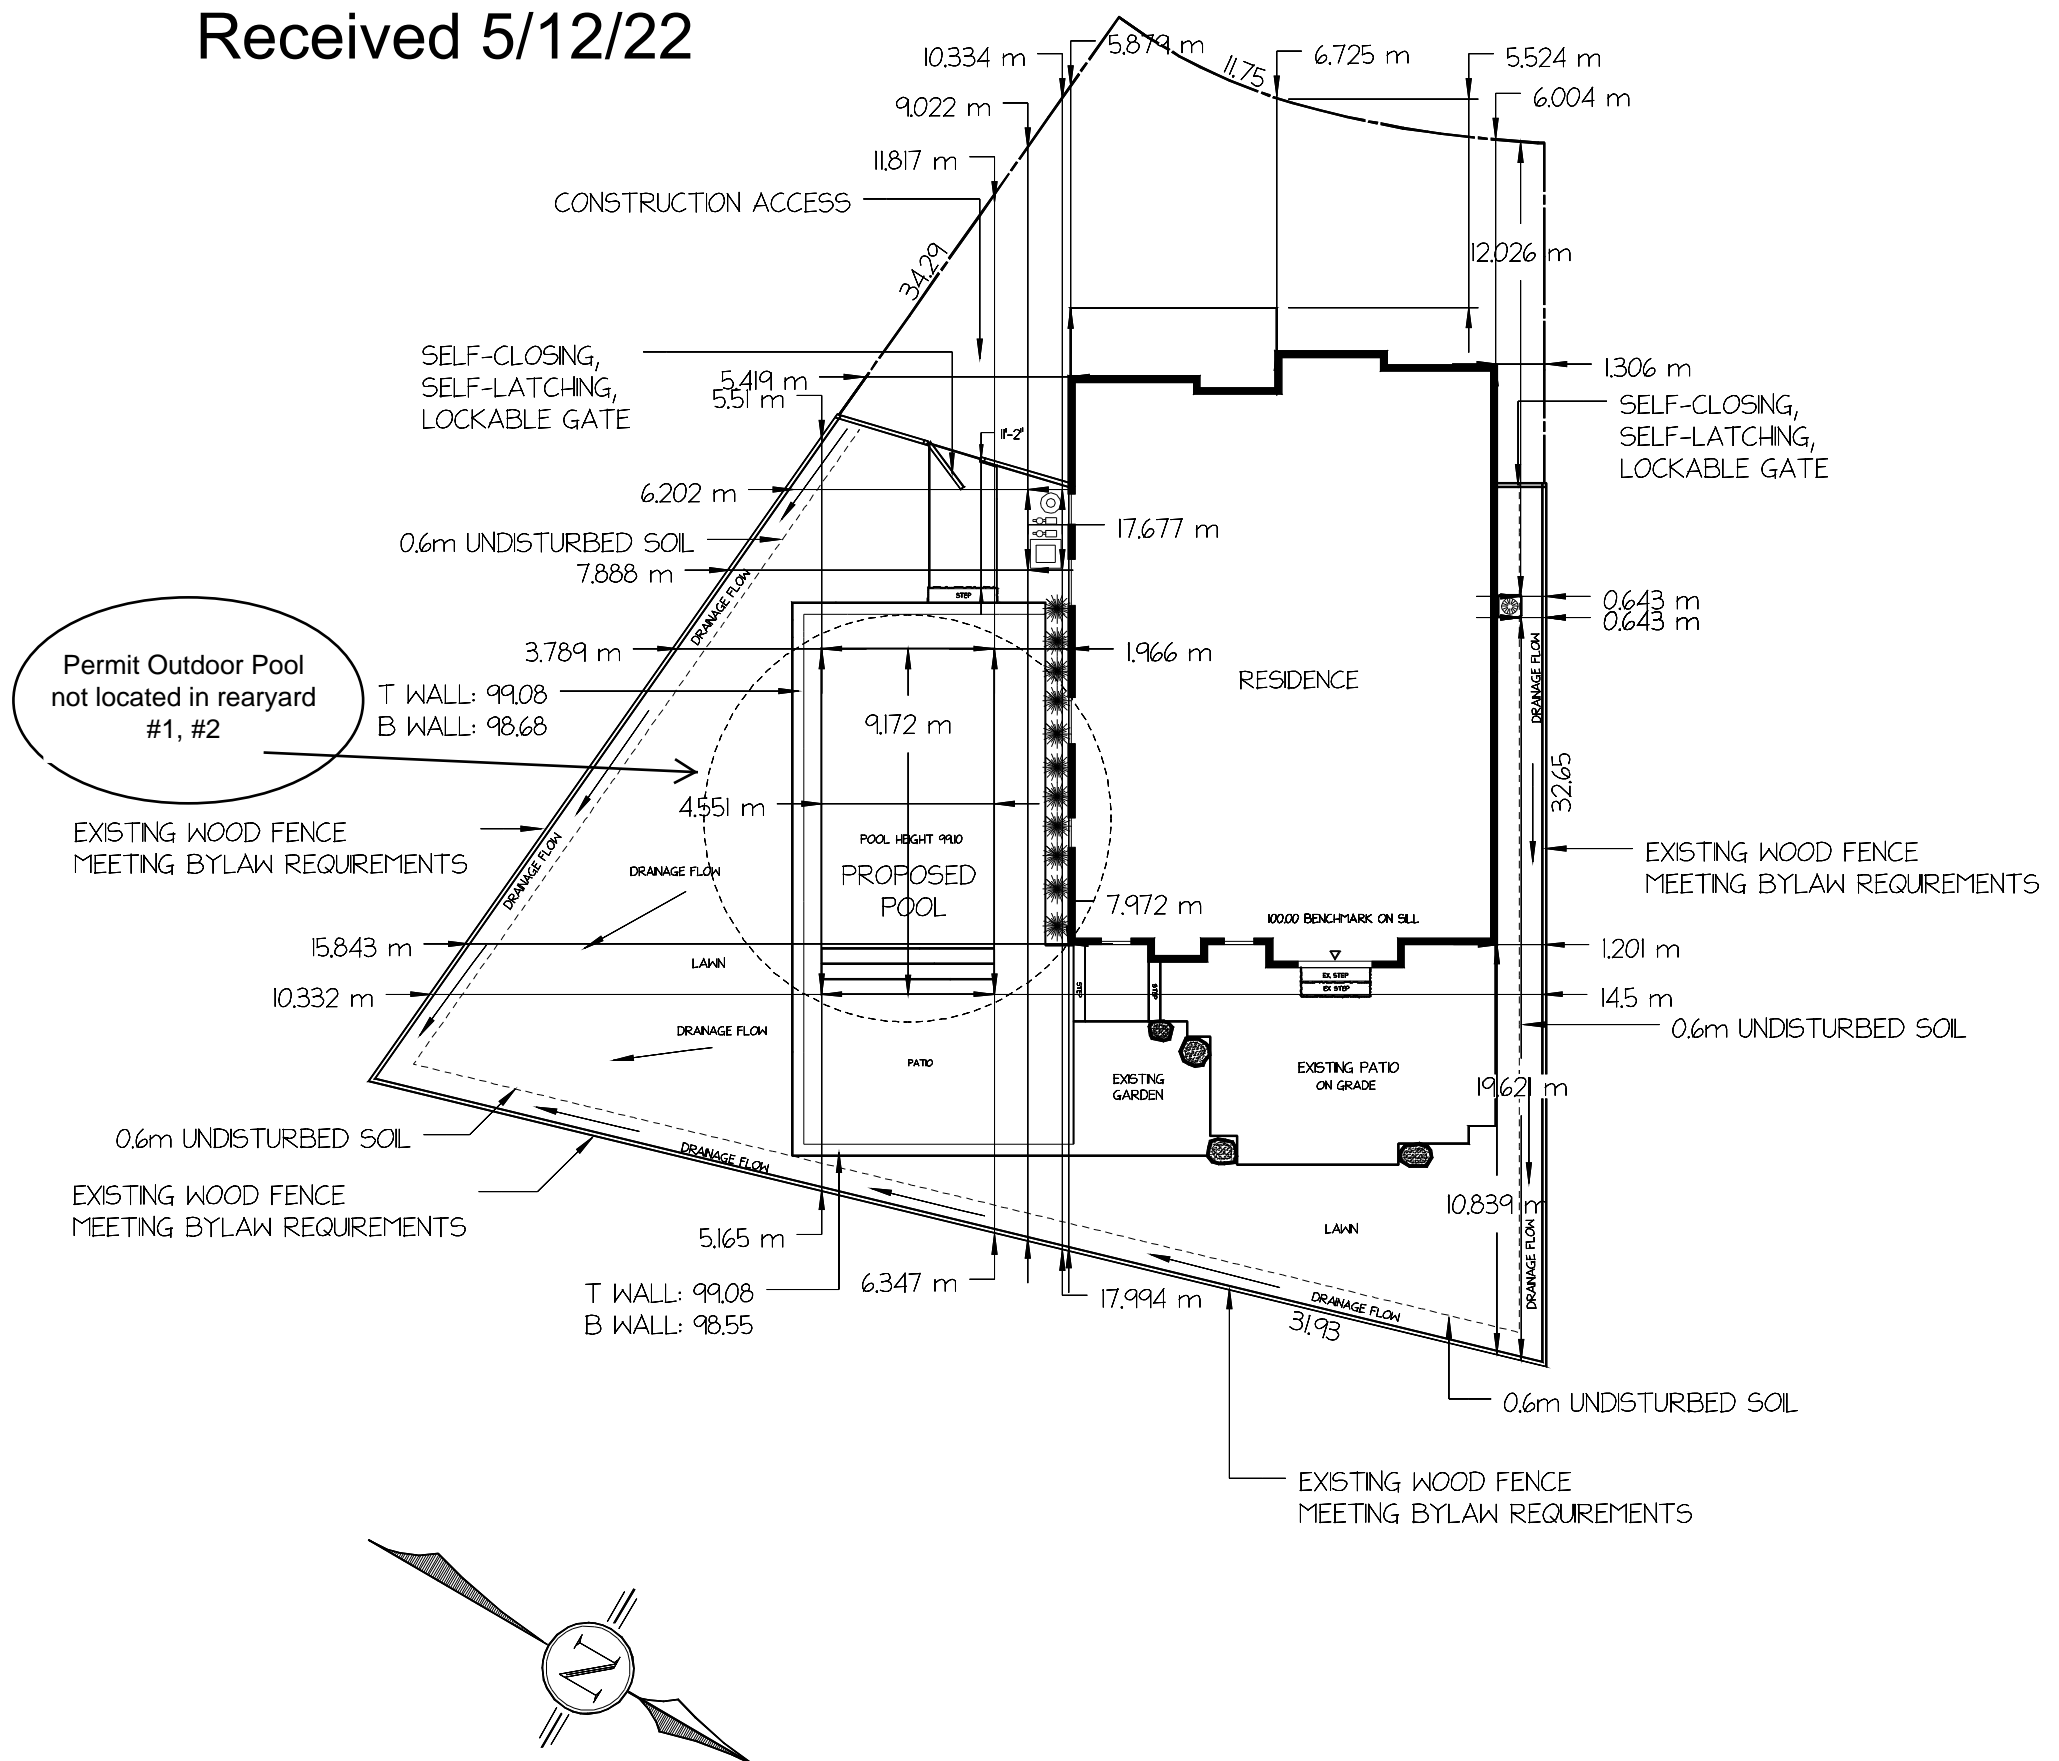 Received 5/12/22
10.334 m
5.879 m
11.75
6.725 m
5.524 m
6.004 m
9.022 m
11.817 m
CONSTRUCTION ACCESS
34.29
12.026 m
SELF-CLOSING,
SELF-LATCHING,
LOCKABLE GATE
5.419 m
5.51 m
1.306 m
SELF-CLOSING,
SELF-LATCHING,
LOCKABLE GATE
11'-2"
6.202 m
17.677 m
0.6m UNDISTURBED SOIL
7.888 m
STEP
0.643 m
0.643 m
DRAINAGE FLOW
DRAINAGE FLOW
3.789 m
1.966 m
RESIDENCE
Permit Outdoor Pool
not located in rearyard
#1, #2
T WALL: 99.08
B WALL: 98.68
9.172 m
32.65
4.551 m
EXISTING WOOD FENCE
MEETING BYLAW REQUIREMENTS
POOL HEIGHT 99.10
PROPOSED
POOL
DRAINAGE FLOW
DRAINAGE FLOW
EXISTING WOOD FENCE
MEETING BYLAW REQUIREMENTS
7.972 m
100.00 BENCHMARK ON SILL
15.843 m
LAWN
1.201 m
EX. STEP
EX STEP
STEP
STEP
10.332 m
14.5 m
DRAINAGE FLOW
0.6m UNDISTURBED SOIL
PATIO
EXISTING
GARDEN
EXISTING PATIO
ON GRADE
19.621 m
0.6m UNDISTURBED SOIL
DRAINAGE FLOW
EXISTING WOOD FENCE
MEETING BYLAW REQUIREMENTS
10.839 m
LAWN
DRAINAGE FLOW
5.165 m
6.347 m
T WALL: 99.08
B WALL: 98.55
17.994 m
DRAINAGE FLOW
31.93
0.6m UNDISTURBED SOIL
EXISTING WOOD FENCE
MEETING BYLAW REQUIREMENTS
N